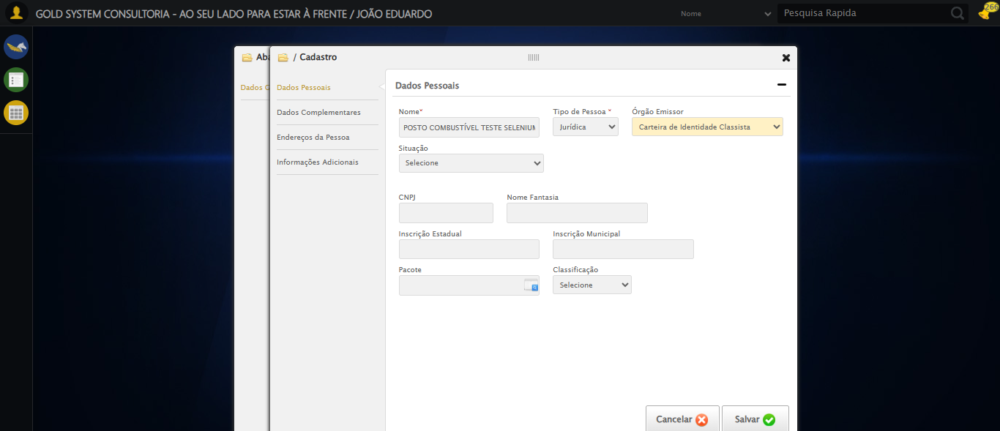 GOLD SYSTEM CONSULTORIA - AO SEU LADO PARA ESTAR À FRENTE / JOÃO EDUARDO
Nome
Pesquisa Rapida
266
Aba
/ Cadastro
Dados G
Dados Pessoais
Dados Complementares
Endereços da Pessoa
Informações Adicionais
Dados Pessoais
Nome*
Tipo de Pessoa *
Órgão Emissor
POSTO COMBUSTÍVEL TESTE SELENIUM
Jurídica
Carteira de Identidade Classista
Situação
Selecione
CNPJ
Nome Fantasia
Inscrição Estadual
Inscrição Municipal
Pacote
Classificação
Selecione
Cancelar
Salvar